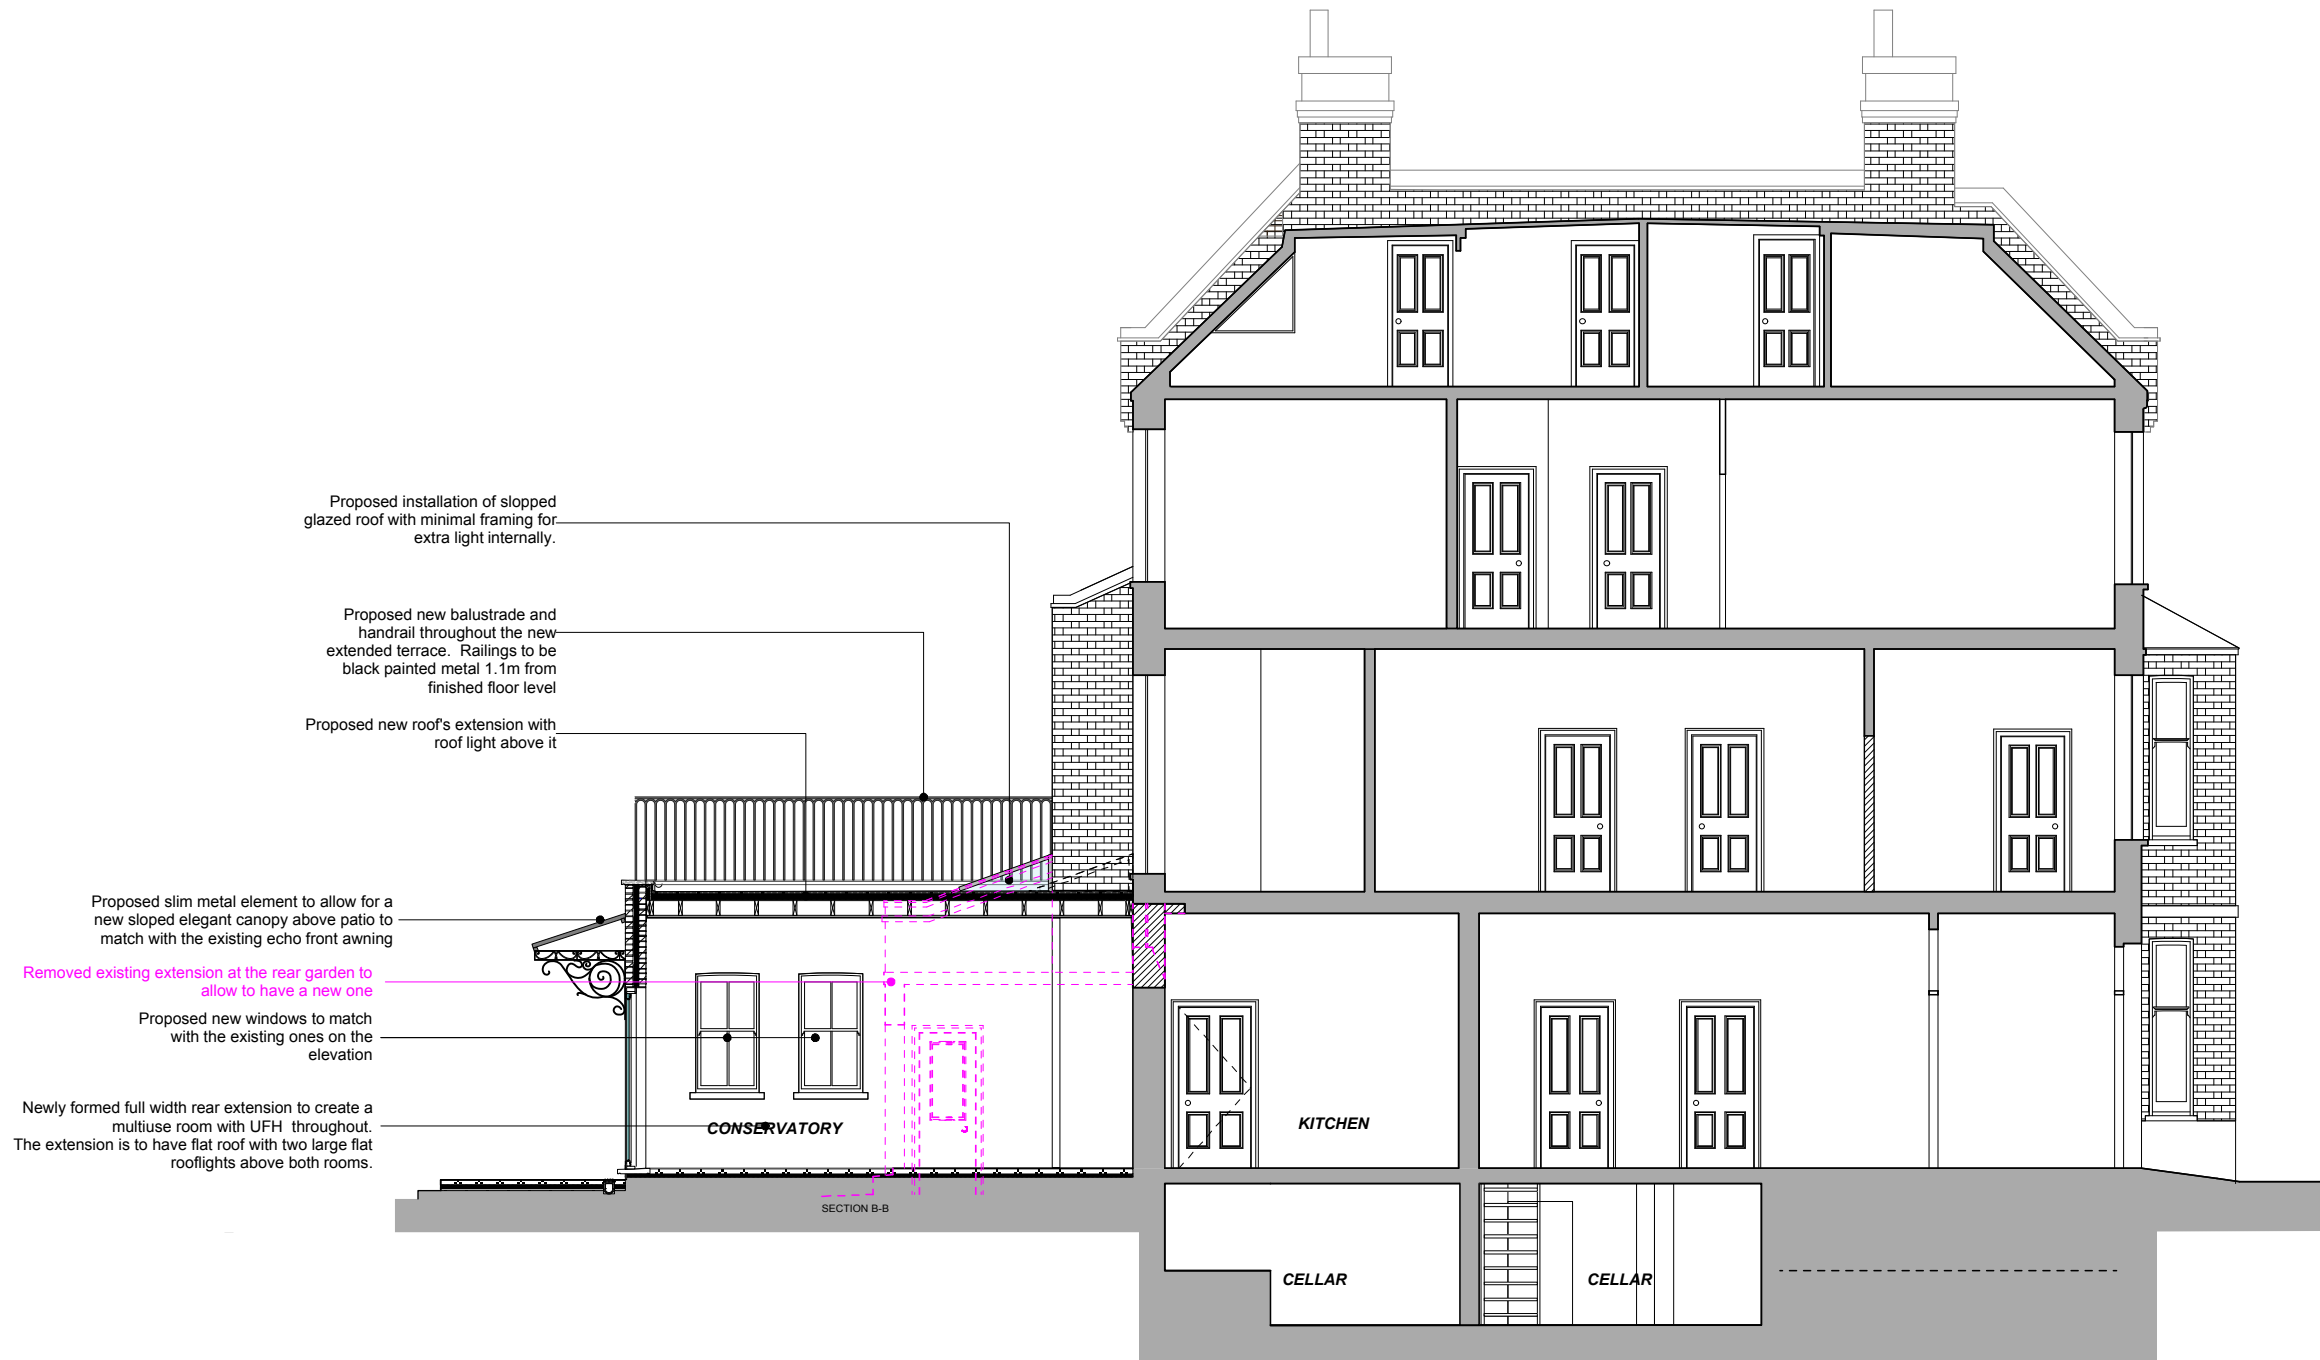 Proposed installation of slopped
glazed roof with minimal framing for
extra light internally.
Proposed new balustrade and
handrail throughout the new
extended terrace. Railings to be
black painted metal 1.1m from
finished floor level
Proposed new roof's extension with
roof light above it
Proposed slim metal element to allow for a
new sloped elegant canopy above patio to
match with the existing echo front awning
Removed existing extension at the rear garden to
allow to have a new one
Proposed new windows to match
with the existing ones on the
elevation
Newly formed full width rear extension to create a
multiuse room with UFH throughout.
The extension is to have flat roof with two large flat
rooflights above both rooms.
CONSERVATORY
KITCHEN
SECTION B-B
CELLAR
CELLAR